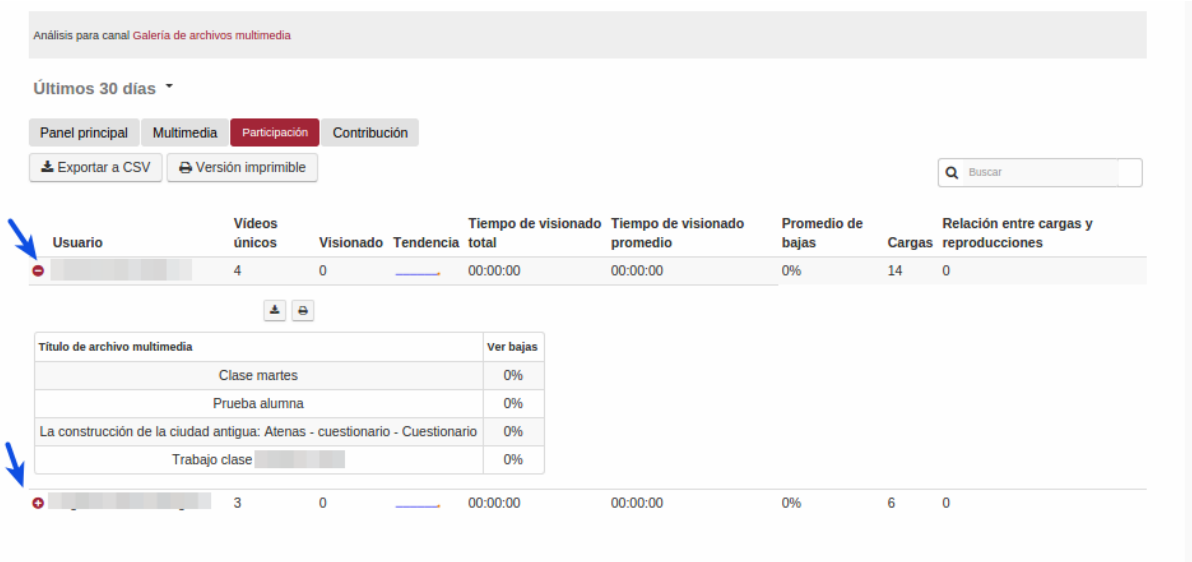 Análisis para canal Galería de archivos multimedia
Últimos 30 días
Panel principal Multimedia Participación Contribución
Exportar a CSV Versión imprimible Buscar
Usuario Vídeos únicos Visionado Tendencia Tiempo de visionado total Tiempo de visionado promedio Promedio de bajas Cargas Relación entre cargas y reproducciones
4 0 00:00:00 00:00:00 0% 14 0
Título de archivo multimedia Ver bajas
Clase martes 0%
Prueba alumna 0%
La construcción de la ciudad antigua: Atenas - cuestionario - Cuestionario 0%
Trabajo clase 0%
3 0 00:00:00 00:00:00 0% 6 0